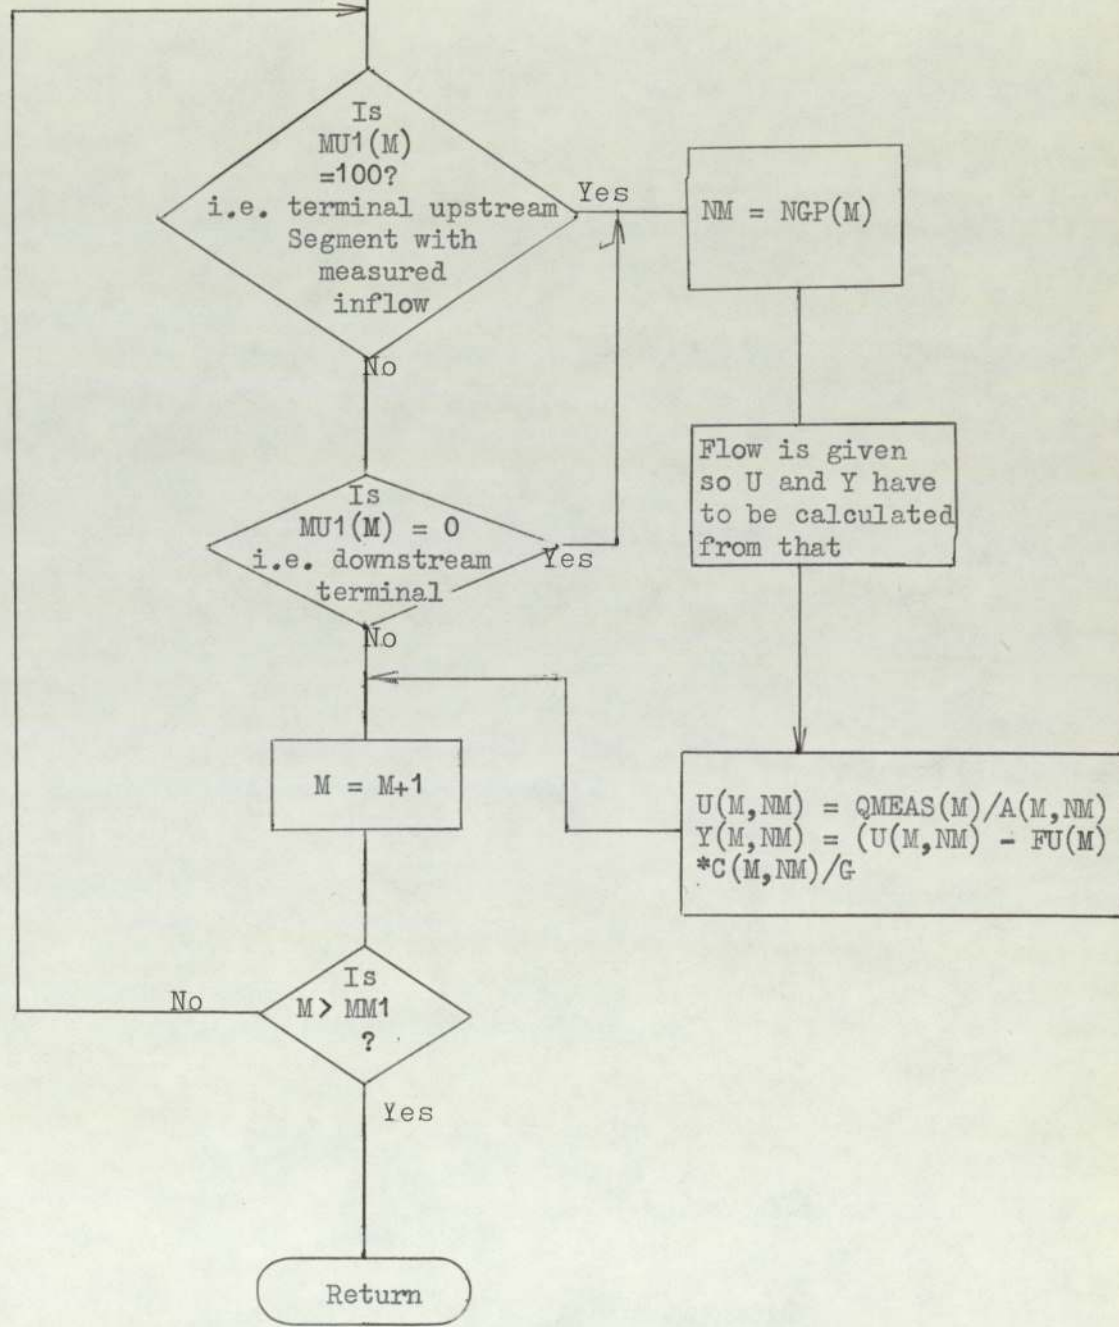 Is
MU1(M)
=100?
i.e. terminal upstream
Segment with
measured
inflow
Yes
NM = NGP(M)
No
Flow is given
so U and Y have
to be calculated
from that
Is
MU1(M) = 0
i.e. downstream
terminal
Yes
No
M = M+1
U(M,NM) = QMEAS(M)/A(M,NM)
Y(M,NM) = (U(M,NM) - FU(M)
*C(M,NM)/G
Is
M> MM1
?
No
Yes
Return